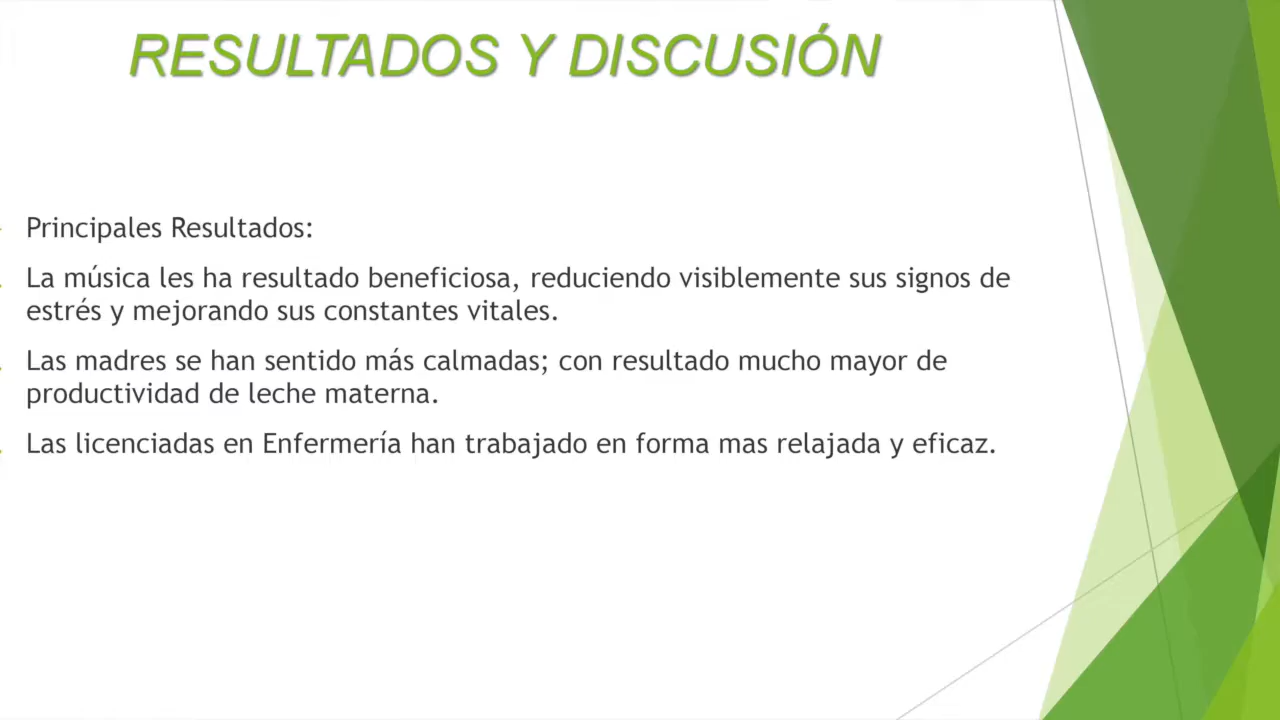 RESULTADOS Y DISCUSIÓN
Principales Resultados:
La música les ha resultado beneficiosa, reduciendo visiblemente sus signos de
estrés y mejorando sus constantes vitales.
Las madres se han sentido más calmadas; con resultado mucho mayor de
productividad de leche materna.
Las licenciadas en Enfermería han trabajado en forma mas relajada y eficaz.